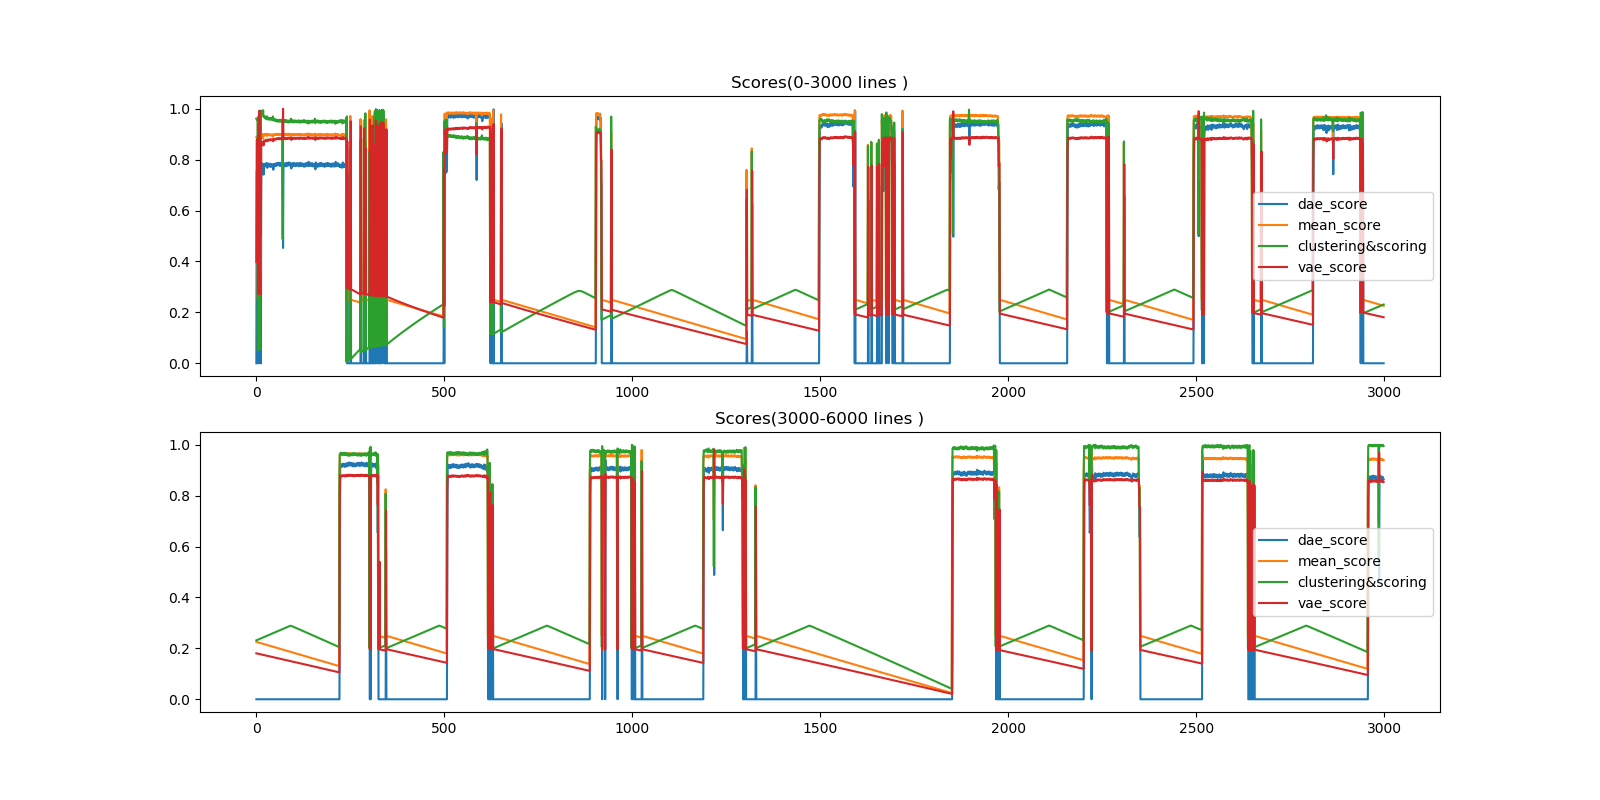 Scores(0-3000 lines )
1.0
0.8
0.6
0.4
0.2
0.0
dae_score
mean_score
clustering&scoring
vae_score
0 500 1000 1500 2000 2500 3000
Scores(3000-6000 lines )
1.0
0.8
0.6
0.4
0.2
0.0
dae_score
mean_score
clustering&scoring
vae_score
0 500 1000 1500 2000 2500 3000